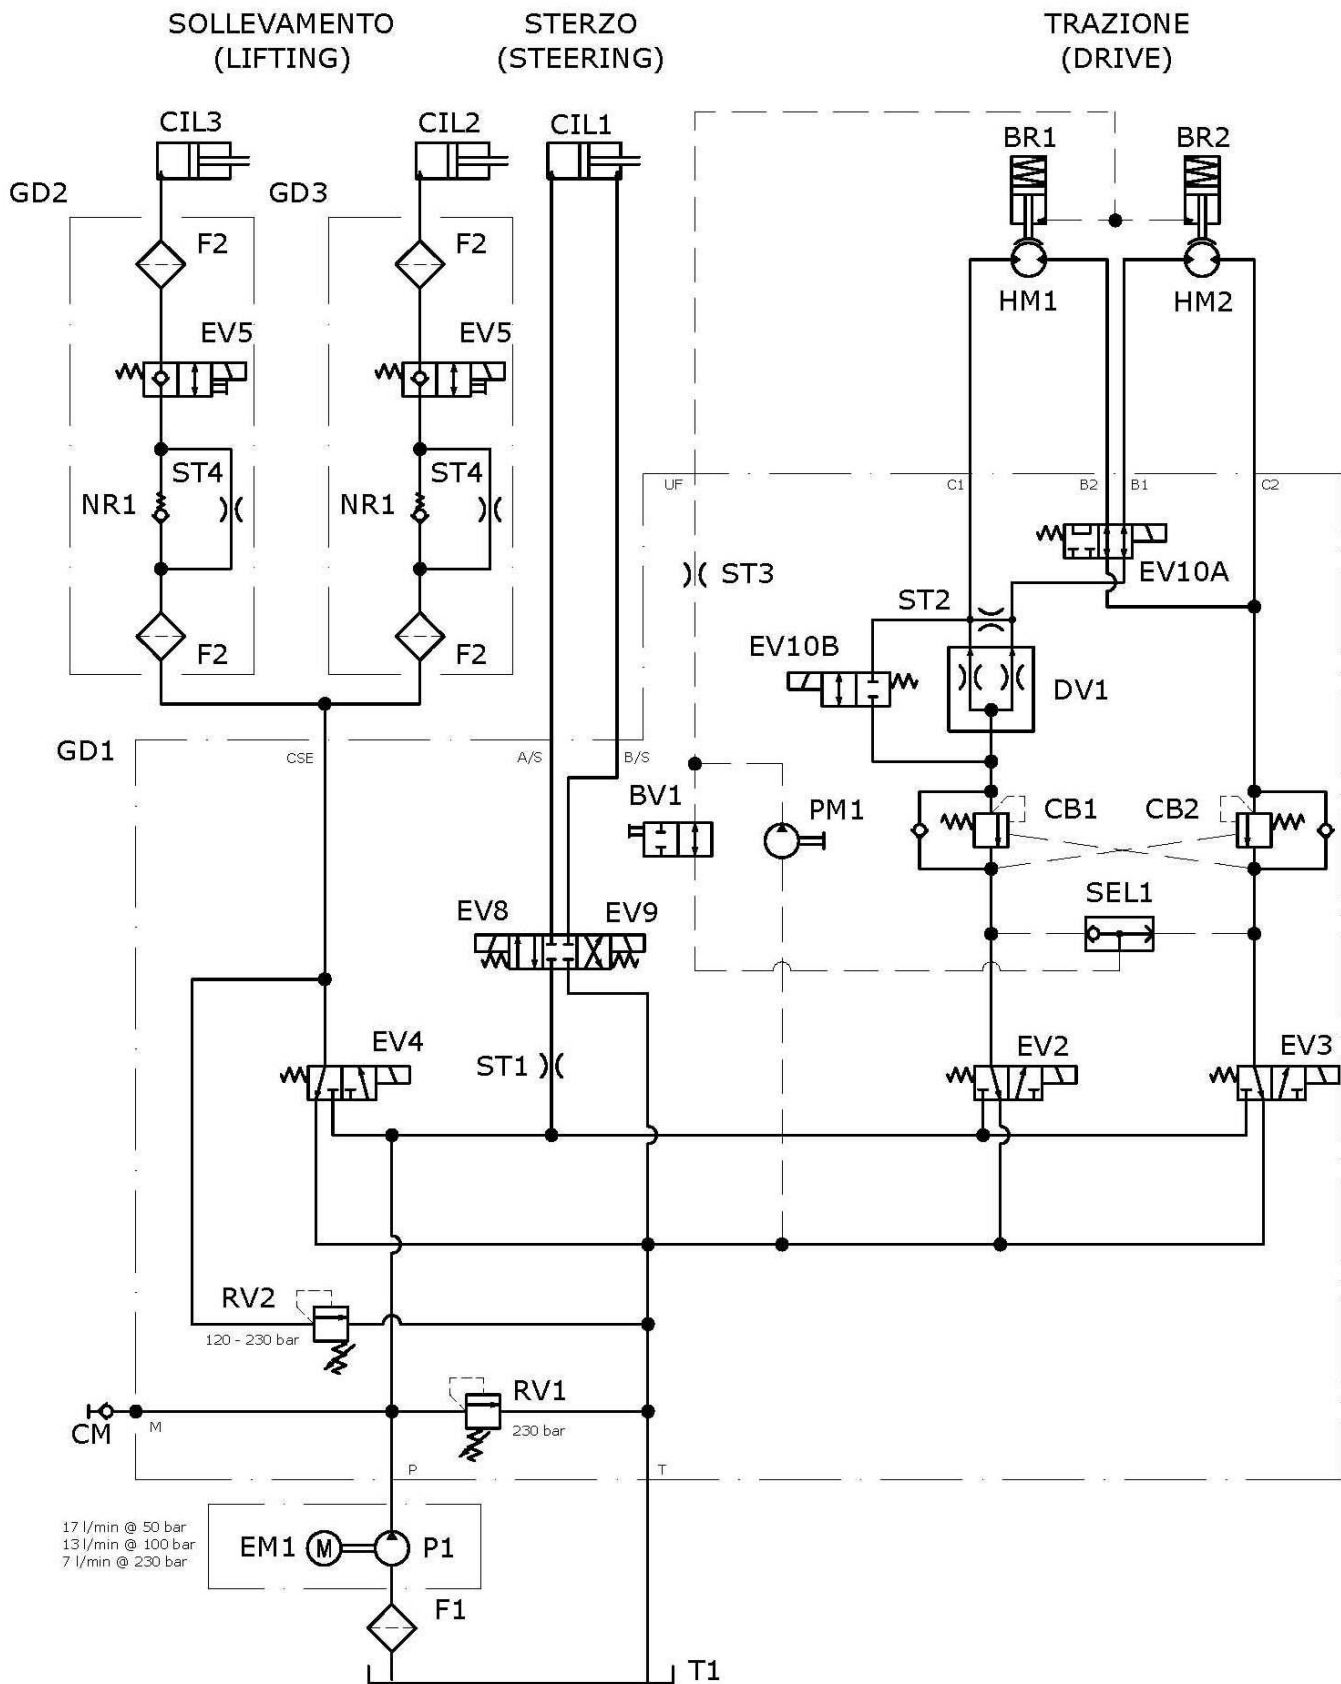 SOLLEVAMENTO
(LIFTING)
STERZO
(STEERING)
TRAZIONE
(DRIVE)
CIL3
CIL2
CIL1
BR1
BR2
GD2
GD3
F2
F2
HM1
HM2
EV5
EV5
ST4
ST4
NR1
NR1
UF
C1
B2
B1
C2
ST3
EV10A
ST2
F2
F2
EV10B
DV1
GD1
CSE
A/S
B/S
BV1
PM1
CB1
CB2
SEL1
EV8
EV9
EV4
ST1
EV2
EV3
RV2
120 - 230 bar
RV1
230 bar
CM
M
P
T
17 l/min @ 50 bar
13 l/min @ 100 bar
7 l/min @ 230 bar
EM1
M
P1
F1
T1